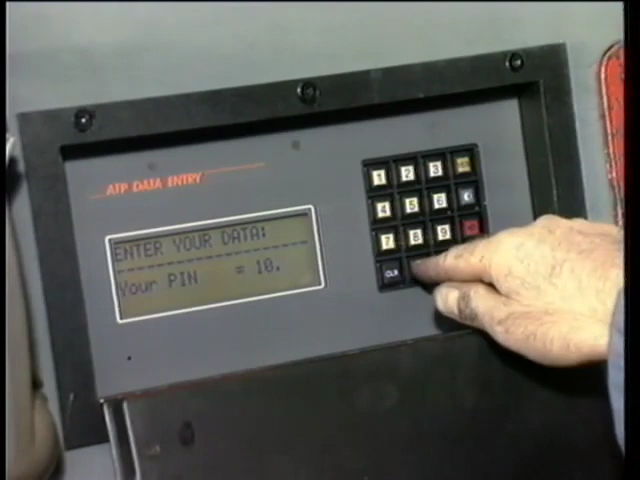 ATP DATA ENTRY
ENTER YOUR DATA:
Your PIN = 10.
1 2 3
4 5 6
7 8 9
CLR